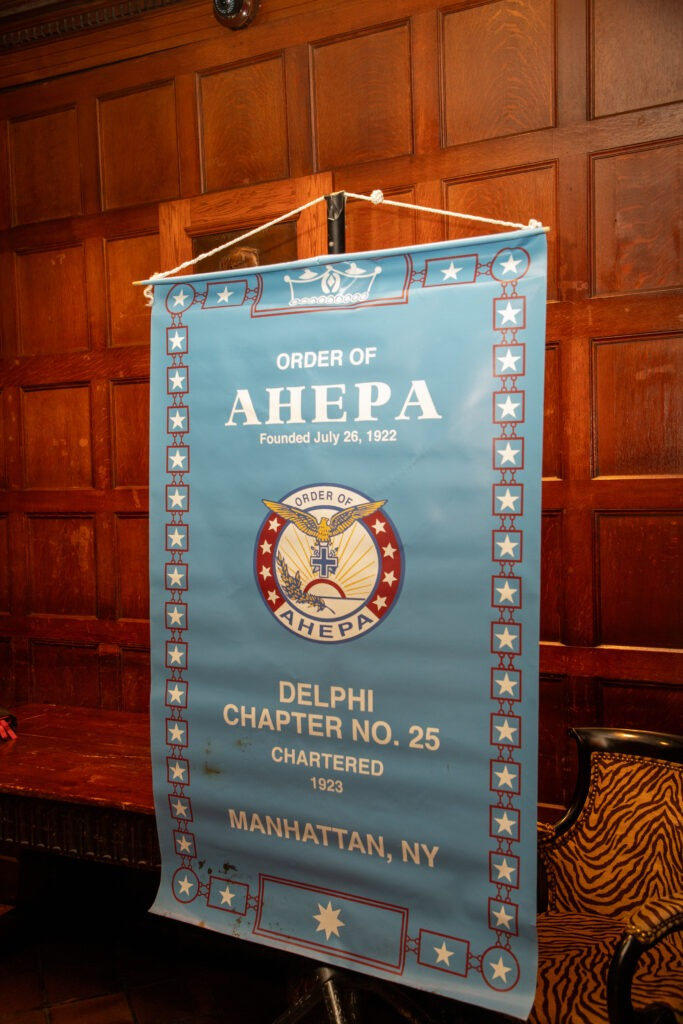 ORDER OF
AHEPA
Founded July 26, 1922
ORDER OF
AHEPA
DELPHI
CHAPTER NO. 25
CHARTERED
1923
MANHATTAN, NY